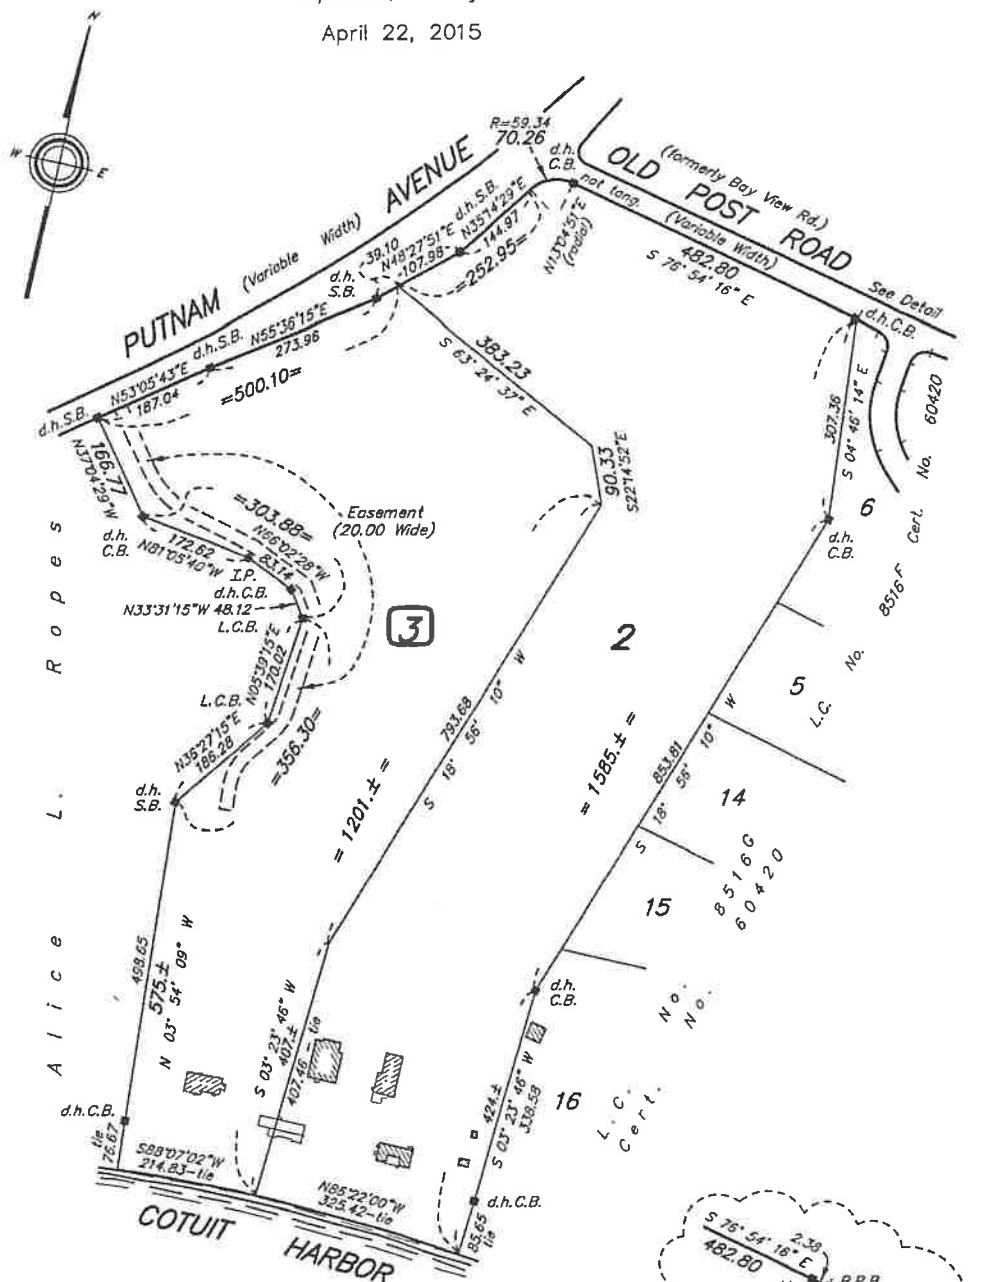 April 22, 2015
N
W
E
R=59.34
70.26
d.h.
C.B.
PUTNAM
(Variable
Width)
AVENUE
OLD POST ROAD
(formerly Bay View Rd.)
(Variable Width)
not tang.
482.80
S 76° 54' 16" E
See Detail
N13°04'51"E
(radial)
d.h.S.B.
N35°14'29"E
144.97
39.10
N48°27'51"E
107.98
=252.95=
d.h.
S.B.
N55°36'15"E
273.96
d.h.S.B.
N53°05'43"E
187.04
=500.10=
d.h.S.B.
383.23
S 63° 24' 37" E
90.33
S22°14'52"E
d.h.C.B.
307.36
S 04° 46' 14" E
6
d.h.
C.B.
Cert. No. 60420
L.C. No. 8516 F
5
166.77
N37°04'29"W
d.h.
C.B.
172.62
N81°05'40"W
=303.88=
N66°02'28"W
83.14
I.P.
d.h.C.B.
N33°31'15"W 48.12
L.C.B.
Easement
(20.00 Wide)
3
2
N05°39'15"E
170.02
L.C.B.
=356.30=
N36°27'15"E
186.28
d.h.
S.B.
Alice L. Ropes
793.68
S 18° 56' 10" W
= 1201.± =
= 1585.± =
853.81
S 18° 56' 10" W
14
15
16
8516G
60420
L.C. No.
Cert. No.
d.h.
C.B.
498.65
575.±
N 03° 54' 09" W
S 03° 23' 46" W
407.±
407.46 - tie
424.±
S 03° 23' 46" W
338.58
d.h.C.B.
tie
76.67
S88°07'02"W
214.83-tie
N85°22'00"W
325.42-tie
d.h.C.B.
85.65
tie
COTUIT HARBOR
S 76° 54' 16" E
2.38
482.80